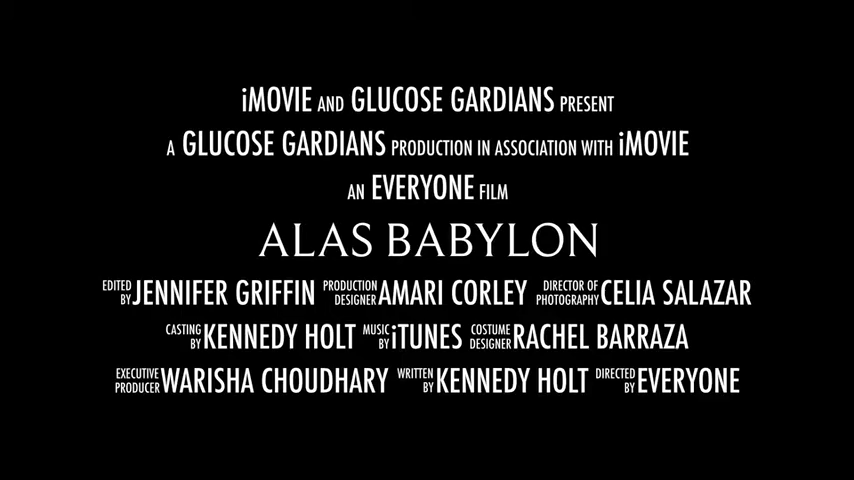 iMOVIE AND GLUCOSE GARDIANS PRESENT
A GLUCOSE GARDIANS PRODUCTION IN ASSOCIATION WITH iMOVIE
AN EVERYONE FILM
ALAS BABYLON
EDITED BY JENNIFER GRIFFIN PRODUCTION DESIGNER AMARI CORLEY DIRECTOR OF PHOTOGRAPHY CELIA SALAZAR
CASTING BY KENNEDY HOLT MUSIC BY iTUNES COSTUME DESIGNER RACHEL BARRAZA
EXECUTIVE PRODUCER WARISHA CHOUDHARY WRITTEN BY KENNEDY HOLT DIRECTED BY EVERYONE